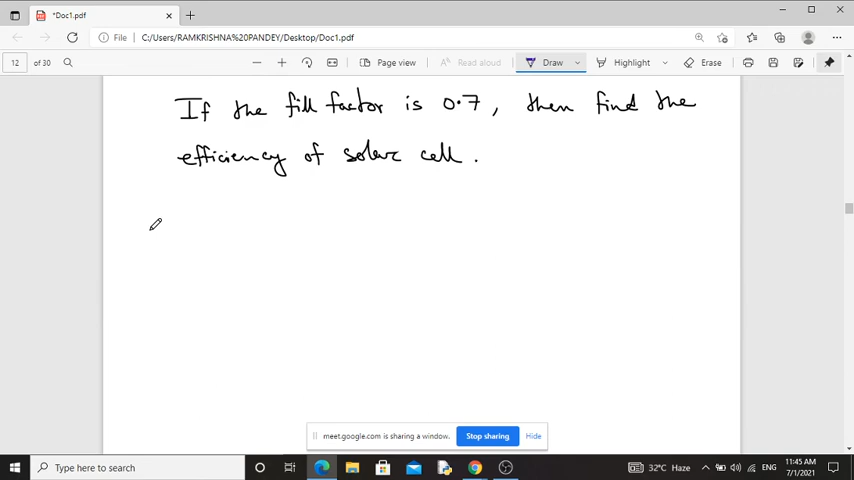 *Doc1.pdf
File
C:/Users/RAMKRISHNA%20PANDEY/Desktop/Doc1.pdf
12 of 30
Page view
Read aloud
Draw
Highlight
Erase
If the fill factor is 0.7, then find the
efficiency of solar cell.
meet.google.com is sharing a window.
Stop sharing
Hide
Type here to search
32°C Haze
ENG
11:45 AM
7/1/2021